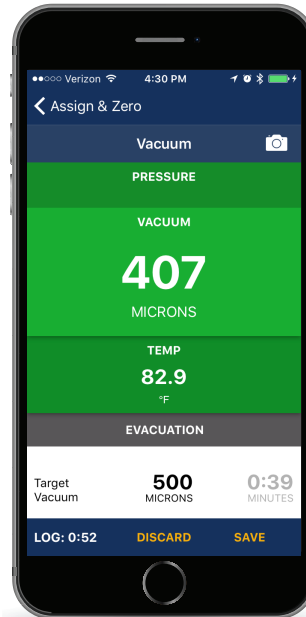 ●●○○○ Verizon 4:30 PM
Assign & Zero
Vacuum
PRESSURE
VACUUM
407
MICRONS
TEMP
82.9
°F
EVACUATION
Target Vacuum
500 MICRONS
0:39 MINUTES
LOG: 0:52 DISCARD SAVE